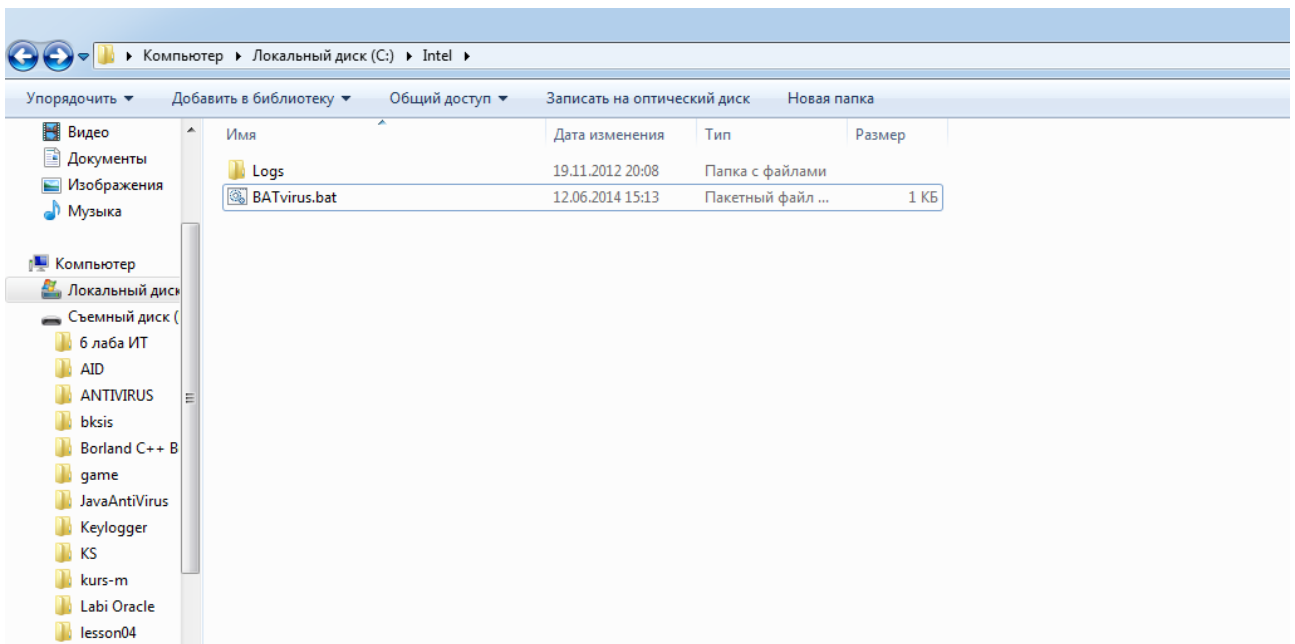 Компьютер Локальный диск (C:) Intel
Упорядочить Добавить в библиотеку Общий доступ Записать на оптический диск Новая папка
Имя Дата изменения Тип Размер
Logs 19.11.2012 20:08 Папка с файлами
BATvirus.bat 12.06.2014 15:13 Пакетный файл ... 1 КБ
Видео
Документы
Изображения
Музыка
Компьютер
Локальный диск
Съемный диск (
6 лаба ИТ
AID
ANTIVIRUS
bksis
Borland C++ B
game
JavaAntiVirus
Keylogger
KS
kurs-m
Labi Oracle
lesson04